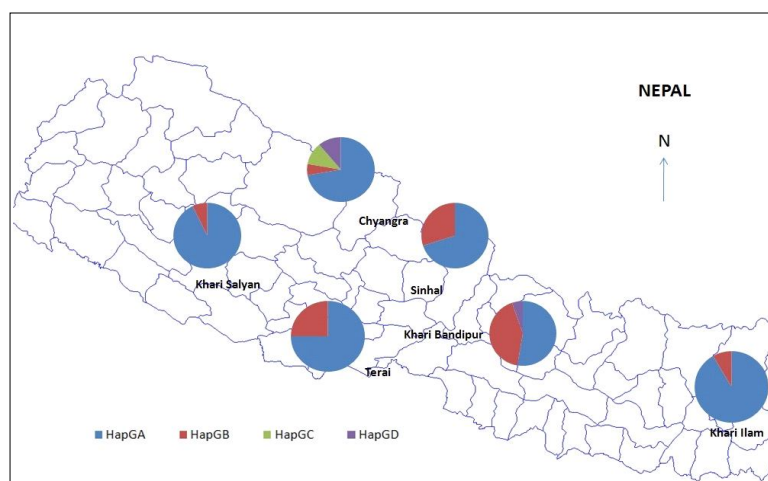 NEPAL
N
Chyangra
Khari Salyan
Sinhal
Khari Bandipur
Terai
Khari Ilam
HapGA HapGB HapGC HapGD